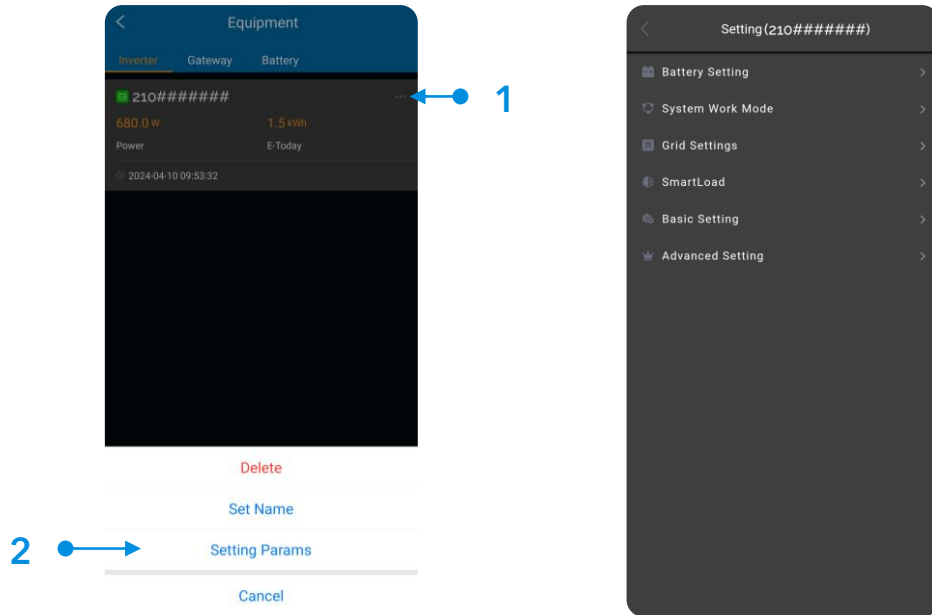 Equipment
Inverter Gateway Battery
210#######
1
680.0 W 1.5 kWh
Power E-Today
2024-04-10 09:53:32
Delete
Set Name
2
Setting Params
Cancel
Setting(210#######)
Battery Setting
System Work Mode
Grid Settings
SmartLoad
Basic Setting
Advanced Setting